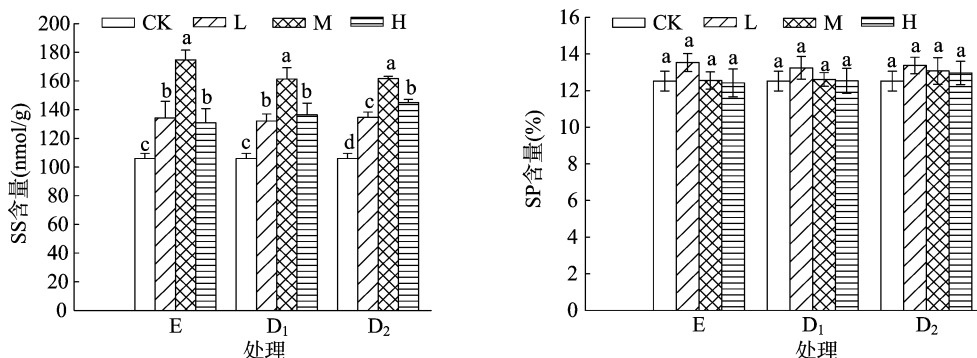 CK L M H
SS含量(nmol/g)
200
180
160
140
120
100
80
60
40
20
0
c b a b
c b a b
d c a b
E D₁ D₂
处理
CK L M H
SP含量(%)
16
14
12
10
8
6
4
2
0
a a a a
a a a a
a a a a
E D₁ D₂
处理